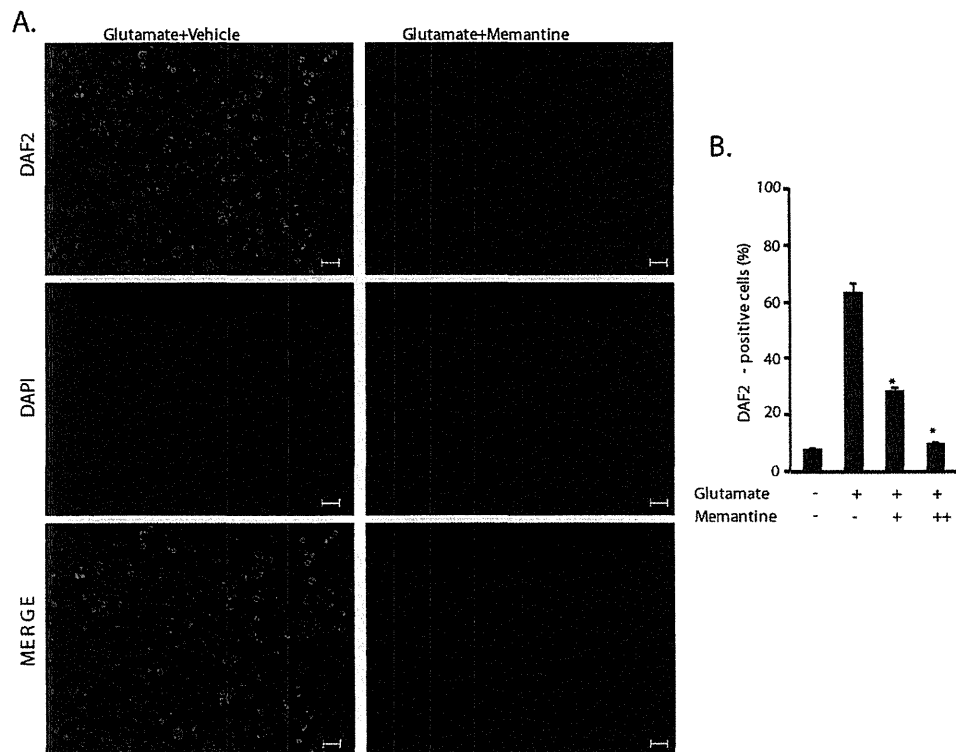 A.
Glutamate+Vehicle
Glutamate+Memantine
DAF2
DAPI
MERGE
B.
DAF2 - positive cells (%)
100
80
60
40
20
0
*
*
Glutamate - + + +
Memantine - - + ++